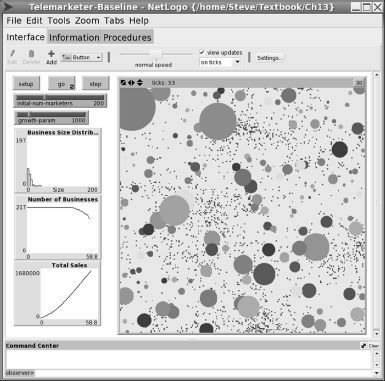 Telemarketer-Baseline - NetLogo {/home/Steve/Textbook/Ch13}
File Edit Tools Zoom Tabs Help
Interface Information Procedures
Edit Delete Add Button normal speed view updates on ticks Settings...
setup go step
initial-num-marketers 200
growth-param 1000
ticks: 53 3D
Business Size Distrib...
197
0 Size 200
Number of Businesses
217
0 58.8
Total Sales
1680000
0 58.8
Command Center Clear
observer>